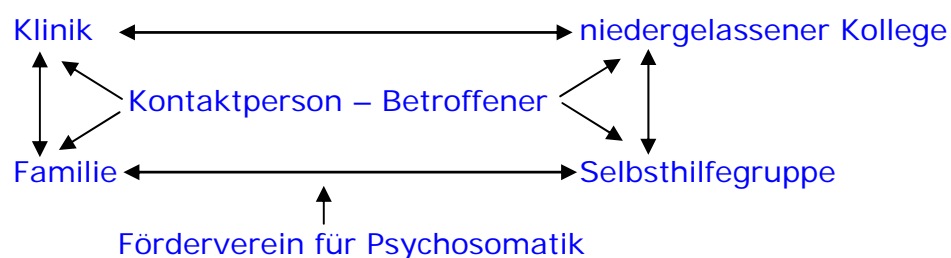 Klinik niedergelassener Kollege
Kontaktperson – Betroffener
Familie Selbsthilfegruppe
Förderverein für Psychosomatik